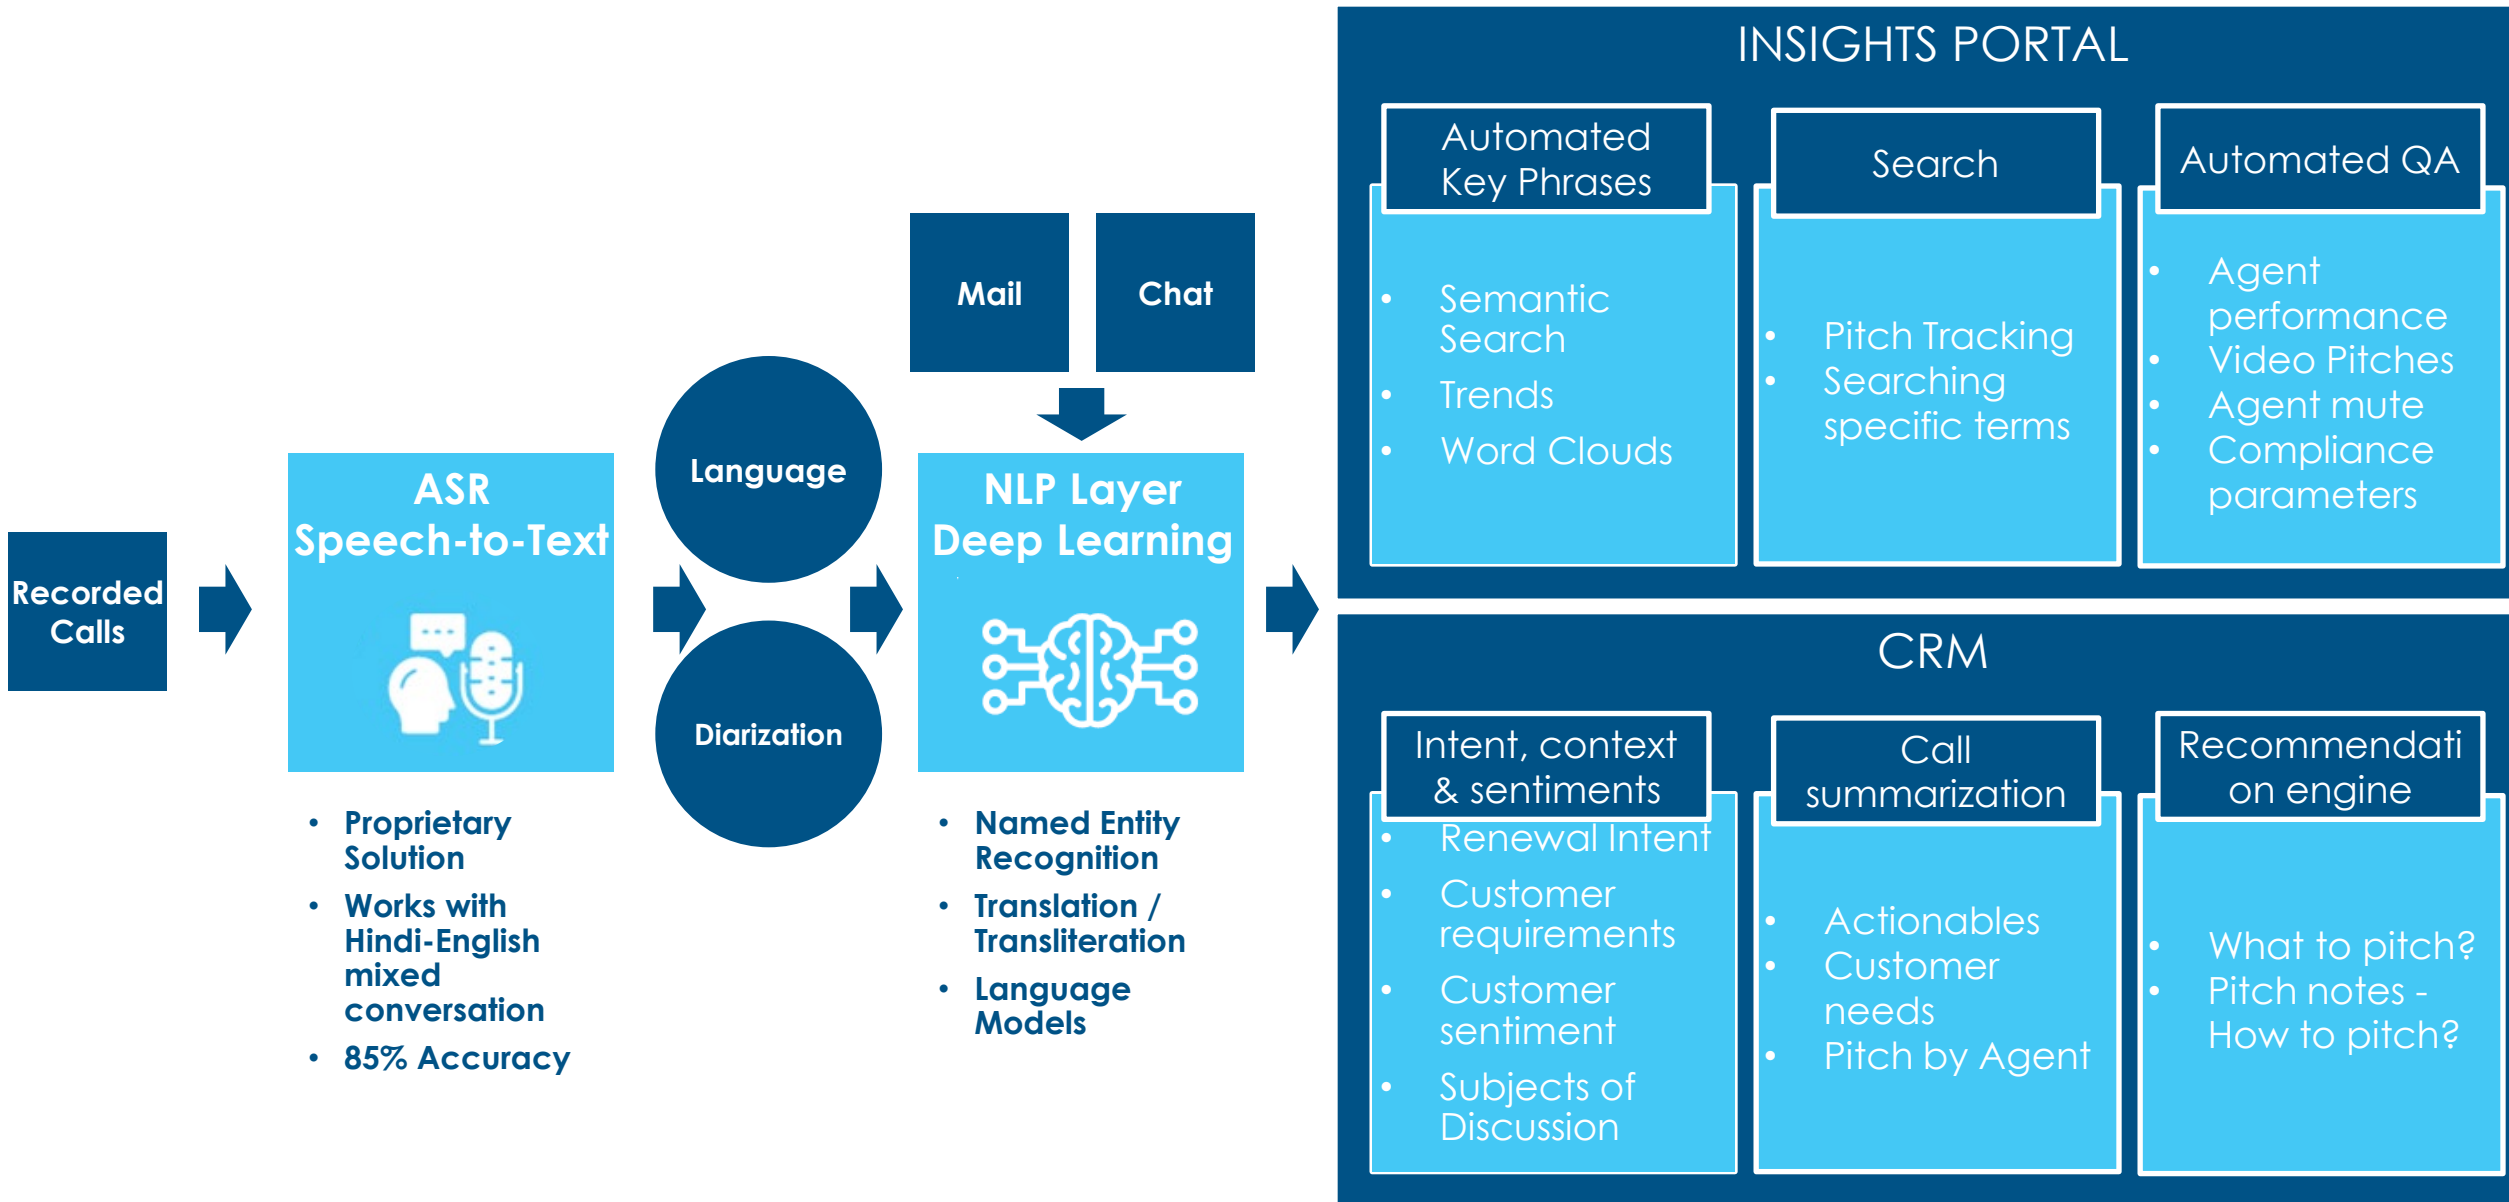 Recorded
Calls
ASR
Speech-to-Text
• Proprietary
Solution
• Works with
Hindi-English
mixed
conversation
• 85% Accuracy
Language
Diarization
Mail
Chat
NLP Layer
Deep Learning
• Named Entity
Recognition
• Translation /
Transliteration
• Language
Models
INSIGHTS PORTAL
Automated
Key Phrases
• Semantic
Search
• Trends
• Word Clouds
Search
• Pitch Tracking
• Searching
specific terms
Automated QA
• Agent
performance
• Video Pitches
• Agent mute
• Compliance
parameters
CRM
Intent, context
& sentiments
• Renewal Intent
• Customer
requirements
• Customer
sentiment
• Subjects of
Discussion
Call
summarization
• Actionables
• Customer
needs
• Pitch by Agent
Recommendati
on engine
• What to pitch?
• Pitch notes -
How to pitch?